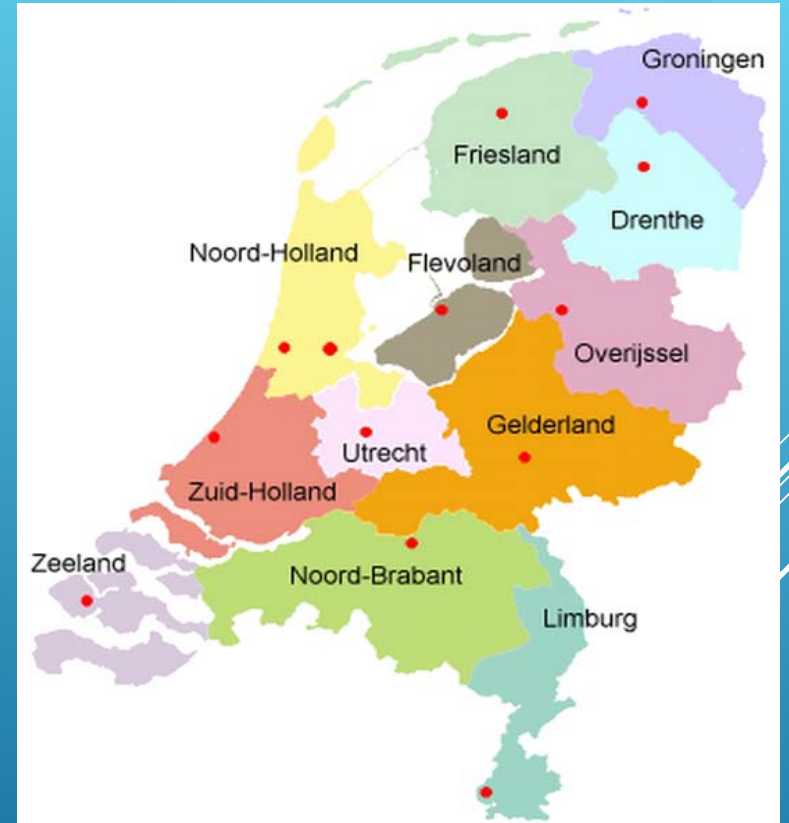 Groningen
Friesland
Drenthe
Noord-Holland
Flevoland
Overijssel
Gelderland
Utrecht
Zuid-Holland
Zeeland
Noord-Brabant
Limburg